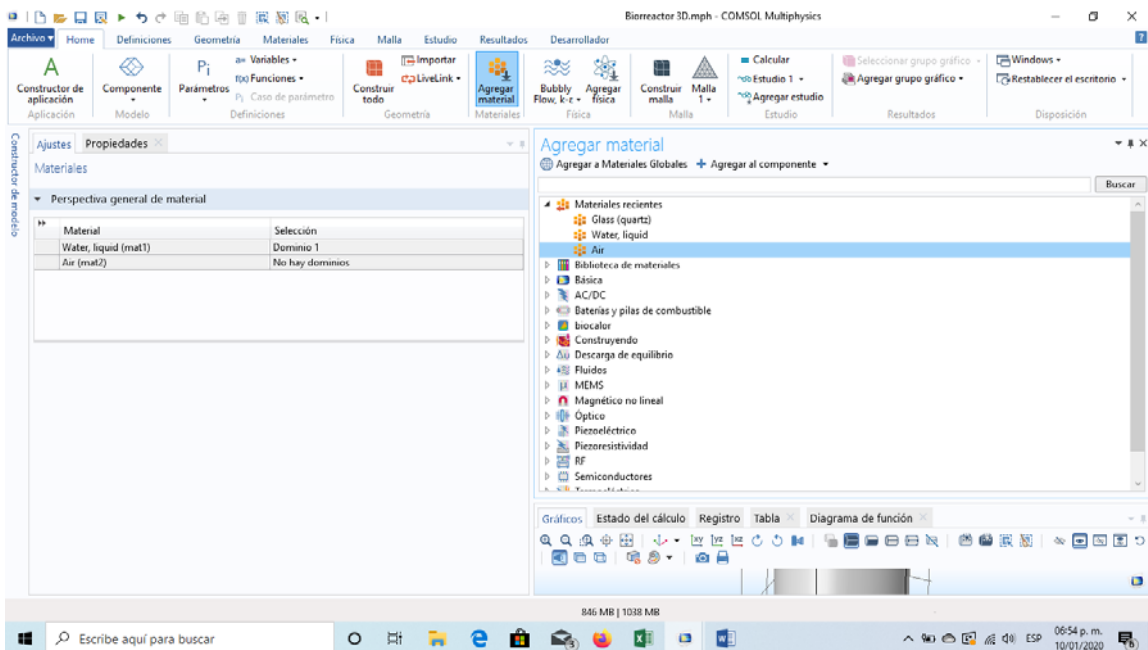 Biorreactor 3D.mph - COMSOL Multiphysics
Archivo Home Definiciones Geometría Materiales Física Malla Estudio Resultados Desarrollador
Constructor de aplicación
Aplicación
Componente
Modelo
Pi
Parámetros
a= Variables
f(x) Funciones
Pi Caso de parámetro
Definiciones
Construir todo
Importar
LiveLink
Geometría
Agregar material
Materiales
Bubbly Flow, k-ε
Agregar física
Física
Construir malla
Malla 1
Malla
= Calcular
Estudio 1
Agregar estudio
Estudio
Seleccionar grupo gráfico
Agregar grupo gráfico
Resultados
Windows
Restablecer el escritorio
Disposición
Constructor de modelo
Ajustes Propiedades
Materiales
Perspectiva general de material
Material Selección
Water, liquid (mat1) Dominio 1
Air (mat2) No hay dominios
Agregar material
Agregar a Materiales Globales + Agregar al componente
Buscar
Materiales recientes
Glass (quartz)
Water, liquid
Air
Biblioteca de materiales
Básica
AC/DC
Baterías y pilas de combustible
biocalor
Construyendo
Descarga de equilibrio
Fluidos
MEMS
Magnético no lineal
Óptico
Piezoeléctrico
Piezoresistividad
RF
Semiconductores
Gráficos Estado del cálculo Registro Tabla Diagrama de función
846 MB | 1038 MB
Escribe aquí para buscar
ESP
06:54 p. m.
10/01/2020